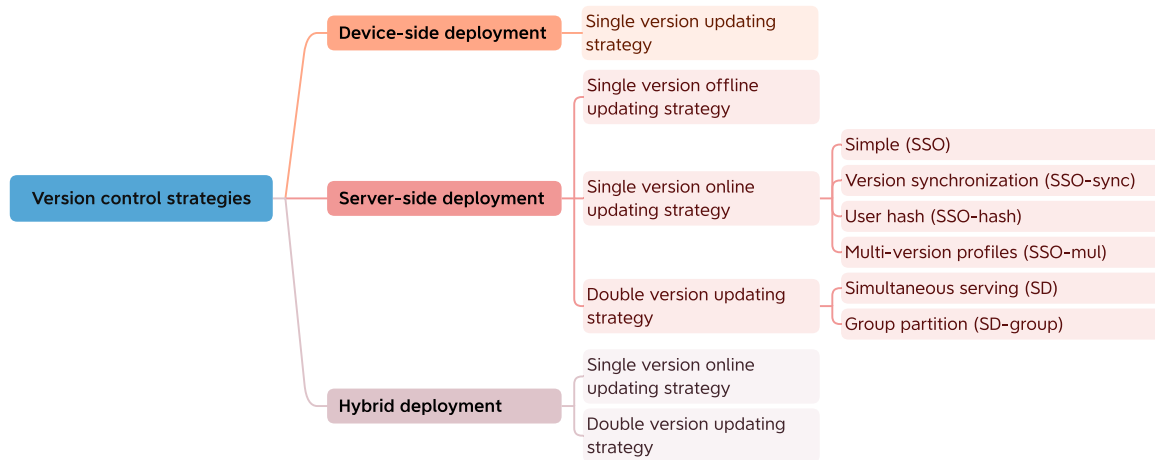 Version control strategies
Device-side deployment
Single version updating
strategy
Server-side deployment
Single version offline
updating strategy
Single version online
updating strategy
Simple (SSO)
Version synchronization (SSO-sync)
User hash (SSO-hash)
Multi-version profiles (SSO-mul)
Double version updating
strategy
Simultaneous serving (SD)
Group partition (SD-group)
Hybrid deployment
Single version online
updating strategy
Double version updating
strategy